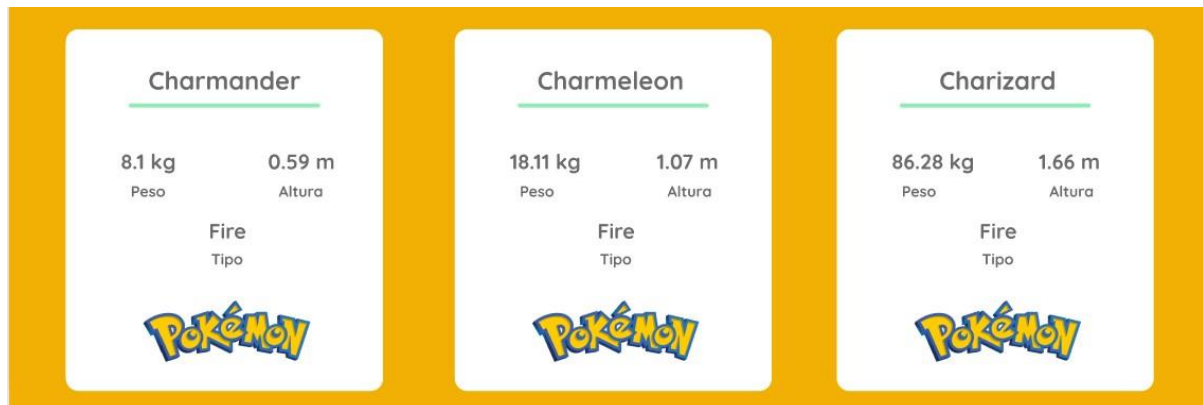 Charmander
8.1 kg
0.59 m
Peso
Altura
Fire
Tipo
POKéMON
Charmeleon
18.11 kg
1.07 m
Peso
Altura
Fire
Tipo
POKéMON
Charizard
86.28 kg
1.66 m
Peso
Altura
Fire
Tipo
POKéMON